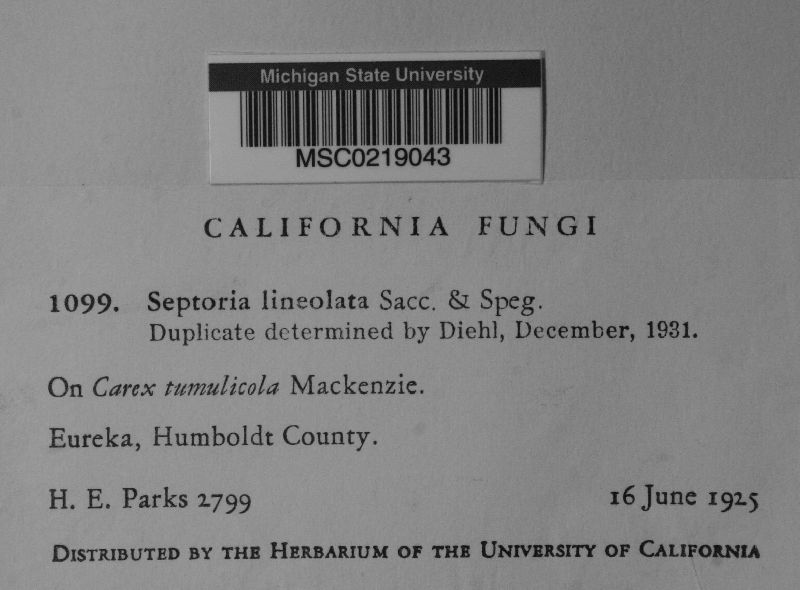 Michigan State University
MSC0219043
CALIFORNIA FUNGI
1099. Septoria lineolata Sacc. & Speg.
Duplicate determined by Diehl, December, 1931.
On Carex tumulicola Mackenzie.
Eureka, Humboldt County.
H. E. Parks 2799 16 June 1925
DISTRIBUTED BY THE HERBARIUM OF THE UNIVERSITY OF CALIFORNIA